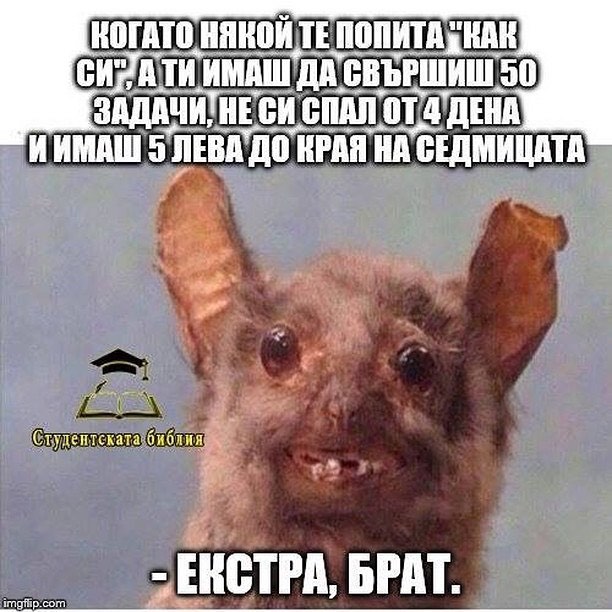 КОГАТО НЯКОЙ ТЕ ПОПИТА "КАК
СИ", А ТИ ИМАШ ДА СВЪРШИШ 50
ЗАДАЧИ, НЕ СИ СПАЛ ОТ 4 ДЕНА
И ИМАШ 5 ЛЕВА ДО КРАЯ НА СЕДМИЦАТА
Студентската библия
- ЕКСТРА, БРАТ.
imgflip.com